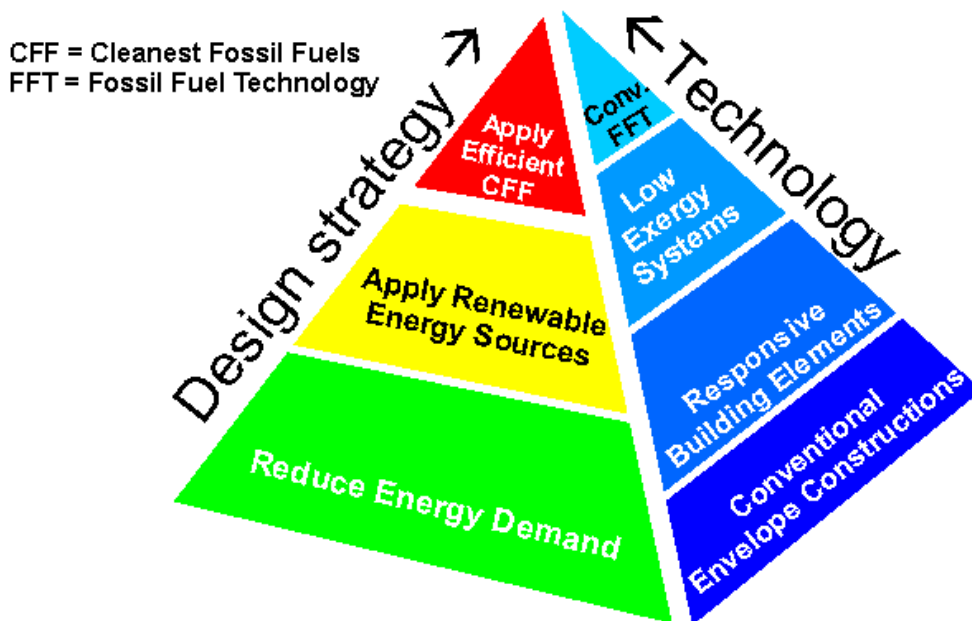 CFF = Cleanest Fossil Fuels
FFT = Fossil Fuel Technology
Design strategy
Technology
Apply
Efficient
CFF
Conv.
FFT
Low
Exergy
Systems
Apply Renewable
Energy Sources
Responsive
Building Elements
Reduce Energy Demand
Conventional
Envelope Constructions